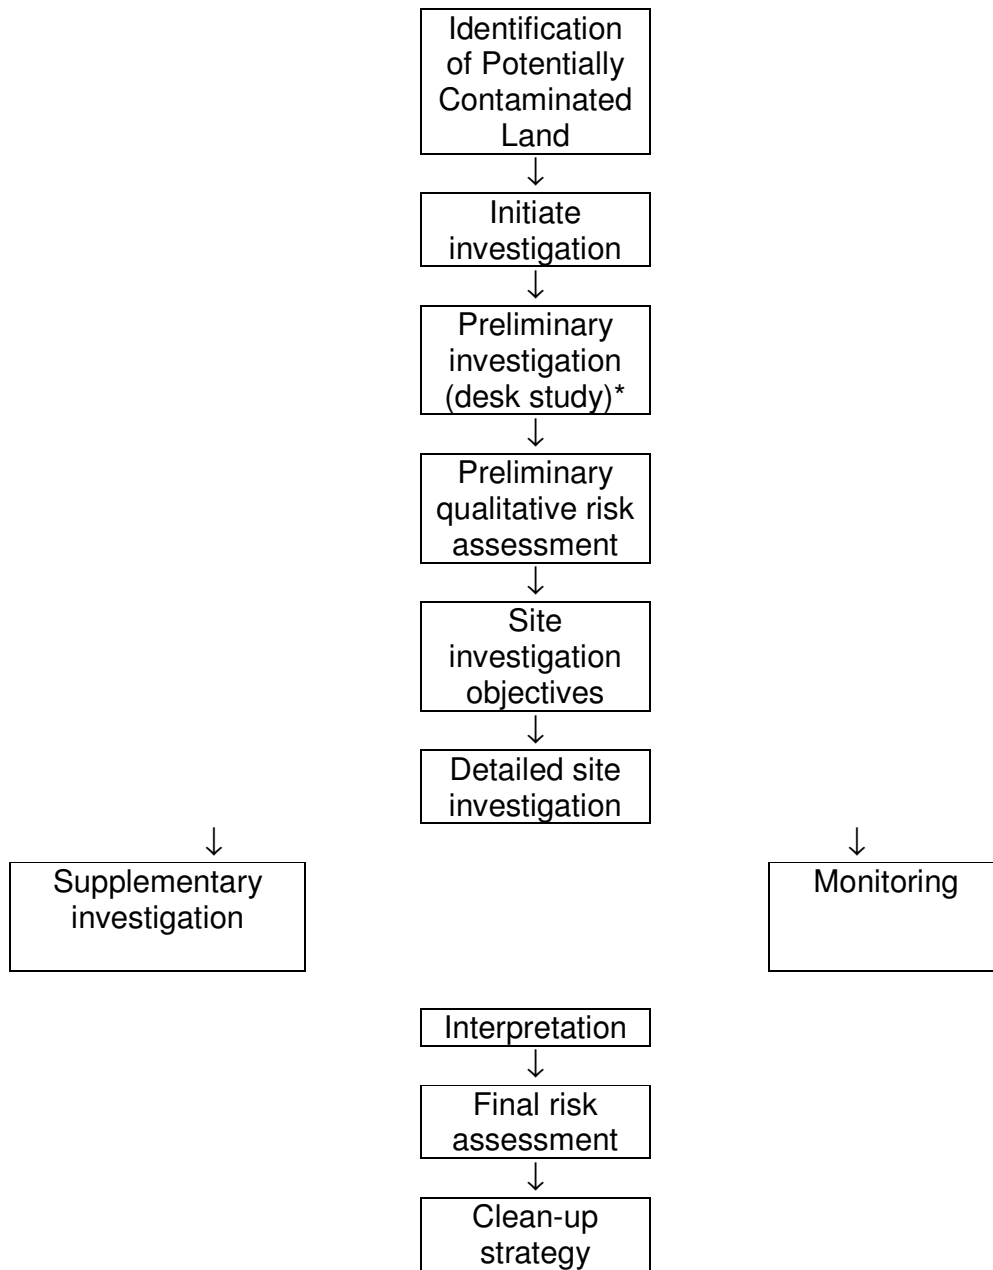 Identification
of Potentially
Contaminated
Land
↓
Initiate
investigation
↓
Preliminary
investigation
(desk study)*
↓
Preliminary
qualitative risk
assessment
↓
Site
investigation
objectives
↓
Detailed site
investigation
↓ ↓
Supplementary
investigation
Monitoring
Interpretation
↓
Final risk
assessment
↓
Clean-up
strategy